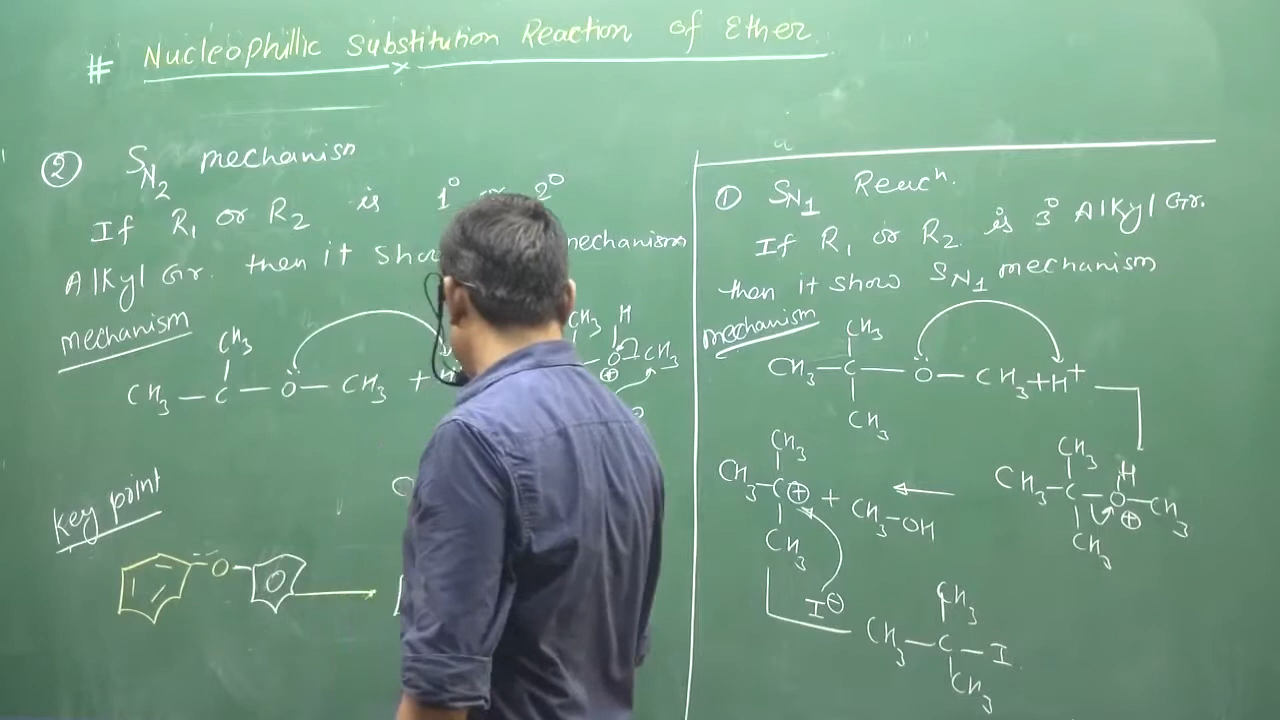 # Nucleophillic Substitution Reaction of Ether
② SN2 mechanism
If R1 or R2 is 1° or 2°
Alkyl Gr. then it show mechanism
mechanism
CH3
CH3 — C — O — CH3 + H
CH3 H
O CH3
⊕
Key point
O
① SN1 Reacn.
If R1 or R2 is 3° Alkyl Gr.
then it show SN1 mechanism
mechanism
CH3
CH3 — C — O — CH3 + H+
CH3
CH3 H
CH3 — C — O — CH3
⊕
CH3
CH3
CH3 — C⊕ + CH3 — OH
CH3
I⊖
CH3
CH3 — C — I
CH3